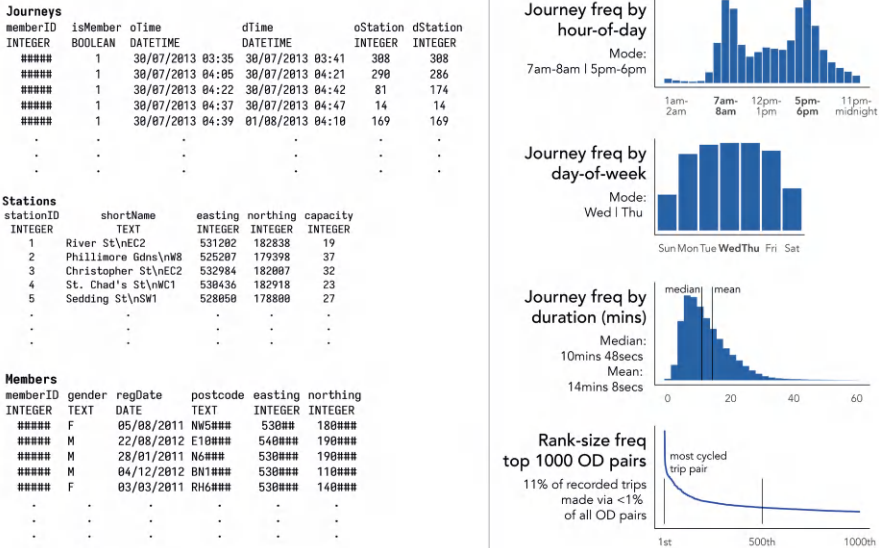 Journeys
memberID isMember oTime dTime oStation dStation
INTEGER BOOLEAN DATETIME DATETIME INTEGER INTEGER
##### 1 30/07/2013 03:35 30/07/2013 03:41 308 308
##### 1 30/07/2013 04:05 30/07/2013 04:21 290 286
##### 1 30/07/2013 04:22 30/07/2013 04:42 81 174
##### 1 30/07/2013 04:37 30/07/2013 04:47 14 14
##### 1 30/07/2013 04:39 01/08/2013 04:10 169 169
. . . . . .
. . . . . .
. . . . . .
Stations
stationID shortName easting northing capacity
INTEGER TEXT INTEGER INTEGER INTEGER
1 River St\nEC2 531202 182838 19
2 Phillimore Gdns\nW8 525207 179398 37
3 Christopher St\nEC2 532984 182007 32
4 St. Chad's St\nWC1 530436 182918 23
5 Sedding St\nSW1 528050 178800 27
. . . . .
. . . . .
. . . . .
Members
memberID gender regDate postcode easting northing
INTEGER TEXT DATE TEXT INTEGER INTEGER
##### F 05/08/2011 NW5### 530## 180###
##### M 22/08/2012 E10### 540### 190###
##### M 28/01/2011 N6### 530### 190###
##### M 04/12/2012 BN1### 530### 110###
##### F 03/03/2011 RH6### 530### 140###
. . . . . .
. . . . . .
. . . . . .
Journey freq by
hour-of-day
Mode:
7am-8am | 5pm-6pm
1am- 7am- 12pm- 5pm- 11pm-
2am 8am 1pm 6pm midnight
Journey freq by
day-of-week
Mode:
Wed | Thu
Sun Mon Tue Wed Thu Fri Sat
Journey freq by
duration (mins)
Median:
10mins 48secs
Mean:
14mins 8secs
median mean
0 20 40 60
Rank-size freq
top 1000 OD pairs
11% of recorded trips
made via <1%
of all OD pairs
most cycled
trip pair
1st 500th 1000th